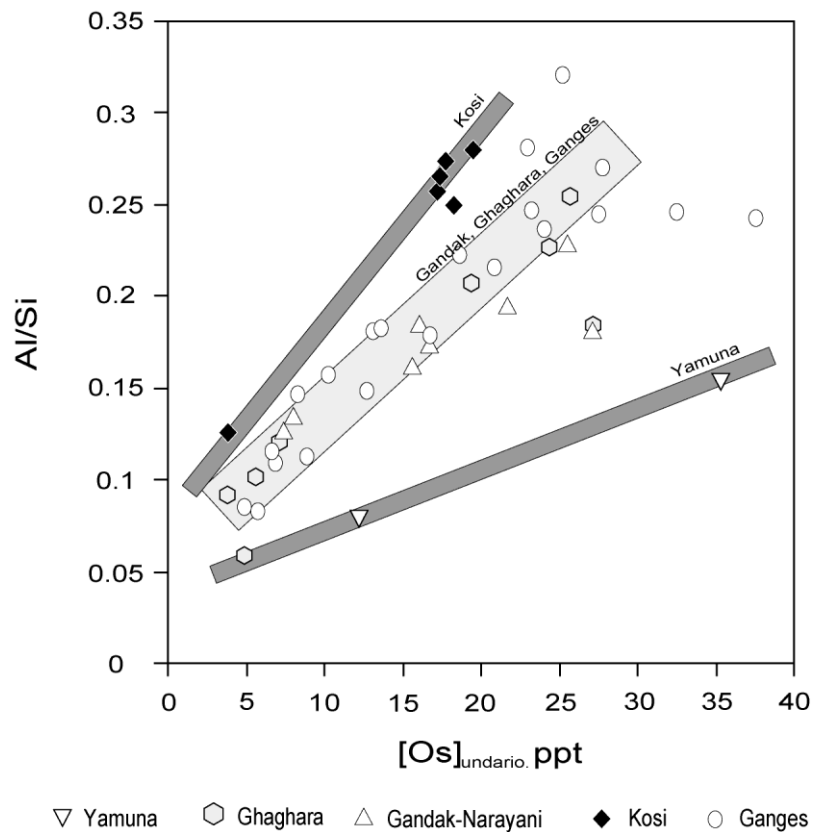 0.35
0.3
0.25
0.2
0.15
0.1
0.05
0
Al/Si
Kosi
Gandak, Ghaghara, Ganges
Yamuna
0 5 10 15 20 25 30 35 40
[Os]undario. ppt
Yamuna Ghaghara Gandak-Narayani Kosi Ganges